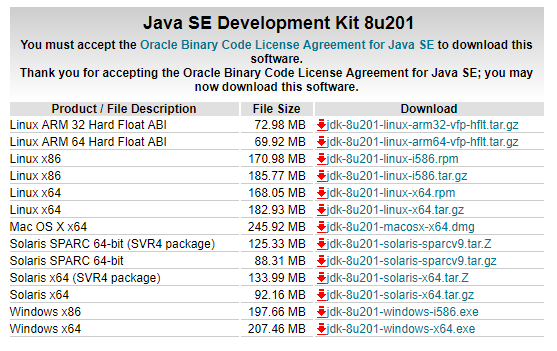 Java SE Development Kit 8u201
You must accept the Oracle Binary Code License Agreement for Java SE to download this
software.
Thank you for accepting the Oracle Binary Code License Agreement for Java SE; you may
now download this software.
Product / File Description File Size Download
Linux ARM 32 Hard Float ABI 72.98 MB jdk-8u201-linux-arm32-vfp-hflt.tar.gz
Linux ARM 64 Hard Float ABI 69.92 MB jdk-8u201-linux-arm64-vfp-hflt.tar.gz
Linux x86 170.98 MB jdk-8u201-linux-i586.rpm
Linux x86 185.77 MB jdk-8u201-linux-i586.tar.gz
Linux x64 168.05 MB jdk-8u201-linux-x64.rpm
Linux x64 182.93 MB jdk-8u201-linux-x64.tar.gz
Mac OS X x64 245.92 MB jdk-8u201-macosx-x64.dmg
Solaris SPARC 64-bit (SVR4 package) 125.33 MB jdk-8u201-solaris-sparcv9.tar.Z
Solaris SPARC 64-bit 88.31 MB jdk-8u201-solaris-sparcv9.tar.gz
Solaris x64 (SVR4 package) 133.99 MB jdk-8u201-solaris-x64.tar.Z
Solaris x64 92.16 MB jdk-8u201-solaris-x64.tar.gz
Windows x86 197.66 MB jdk-8u201-windows-i586.exe
Windows x64 207.46 MB jdk-8u201-windows-x64.exe